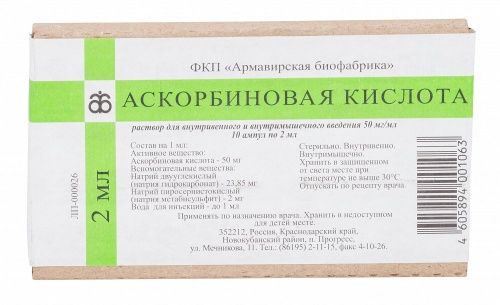 ФКП «Армавирская биофабрика»
АСКОРБИНОВАЯ КИСЛОТА
раствор для внутривенного и внутримышечного введения 50 мг/мл
10 ампул по 2 мл
Состав на 1 мл:
Активное вещество:
Аскорбиновая кислота - 50 мг
Вспомогательные вещества:
Натрий двууглекислый
(натрия гидрокарбонат) - 23,85 мг
Натрий пиросернистокислый
(натрия метабисульфит) - 2 мг
Вода для инъекций - до 1 мл
Стерильно. Внутривенно.
Внутримышечно.
Хранить в защищенном
от света месте при
температуре не выше 30°С.
Отпускать по рецепту врача.
Применять по назначению врача. Хранить в недоступном
для детей месте.
352212, Россия, Краснодарский край,
Новокубанский район, п. Прогресс,
ул. Мечникова, 11. Тел.: (86195) 2-11-15, факс 4-10-26.
2 мл
ЛП-000026
4 605894 001063